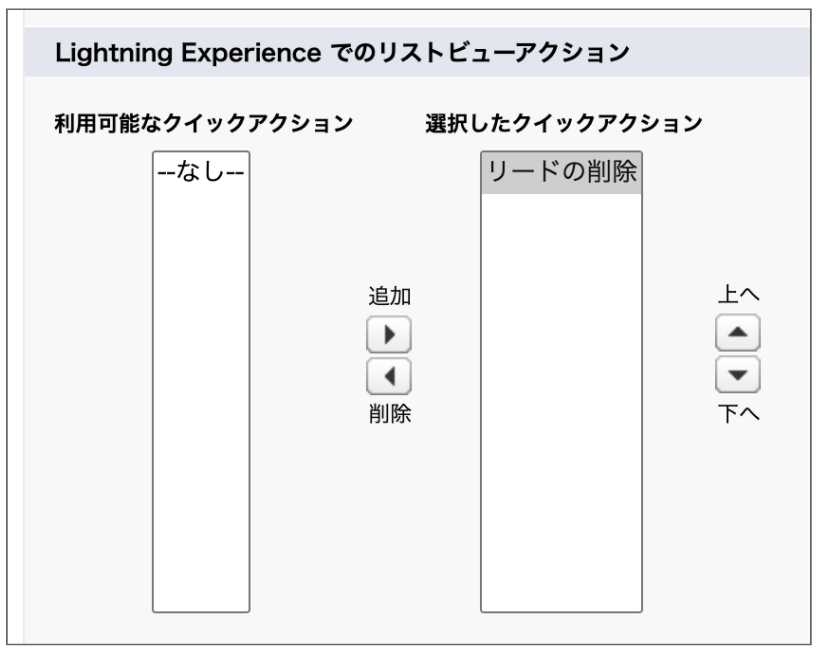 Lightning Experience でのリストビューアクション
利用可能なクイックアクション
選択したクイックアクション
--なし--
リードの削除
追加
削除
上へ
下へ